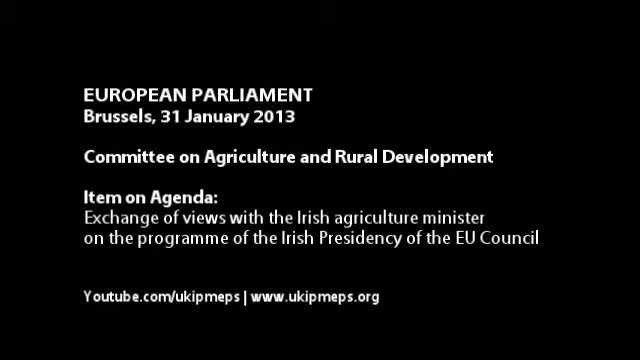 EUROPEAN PARLIAMENT
Brussels, 31 January 2013
Committee on Agriculture and Rural Development
Item on Agenda:
Exchange of views with the Irish agriculture minister
on the programme of the Irish Presidency of the EU Council
Youtube.com/ukipmeps | www.ukipmeps.org